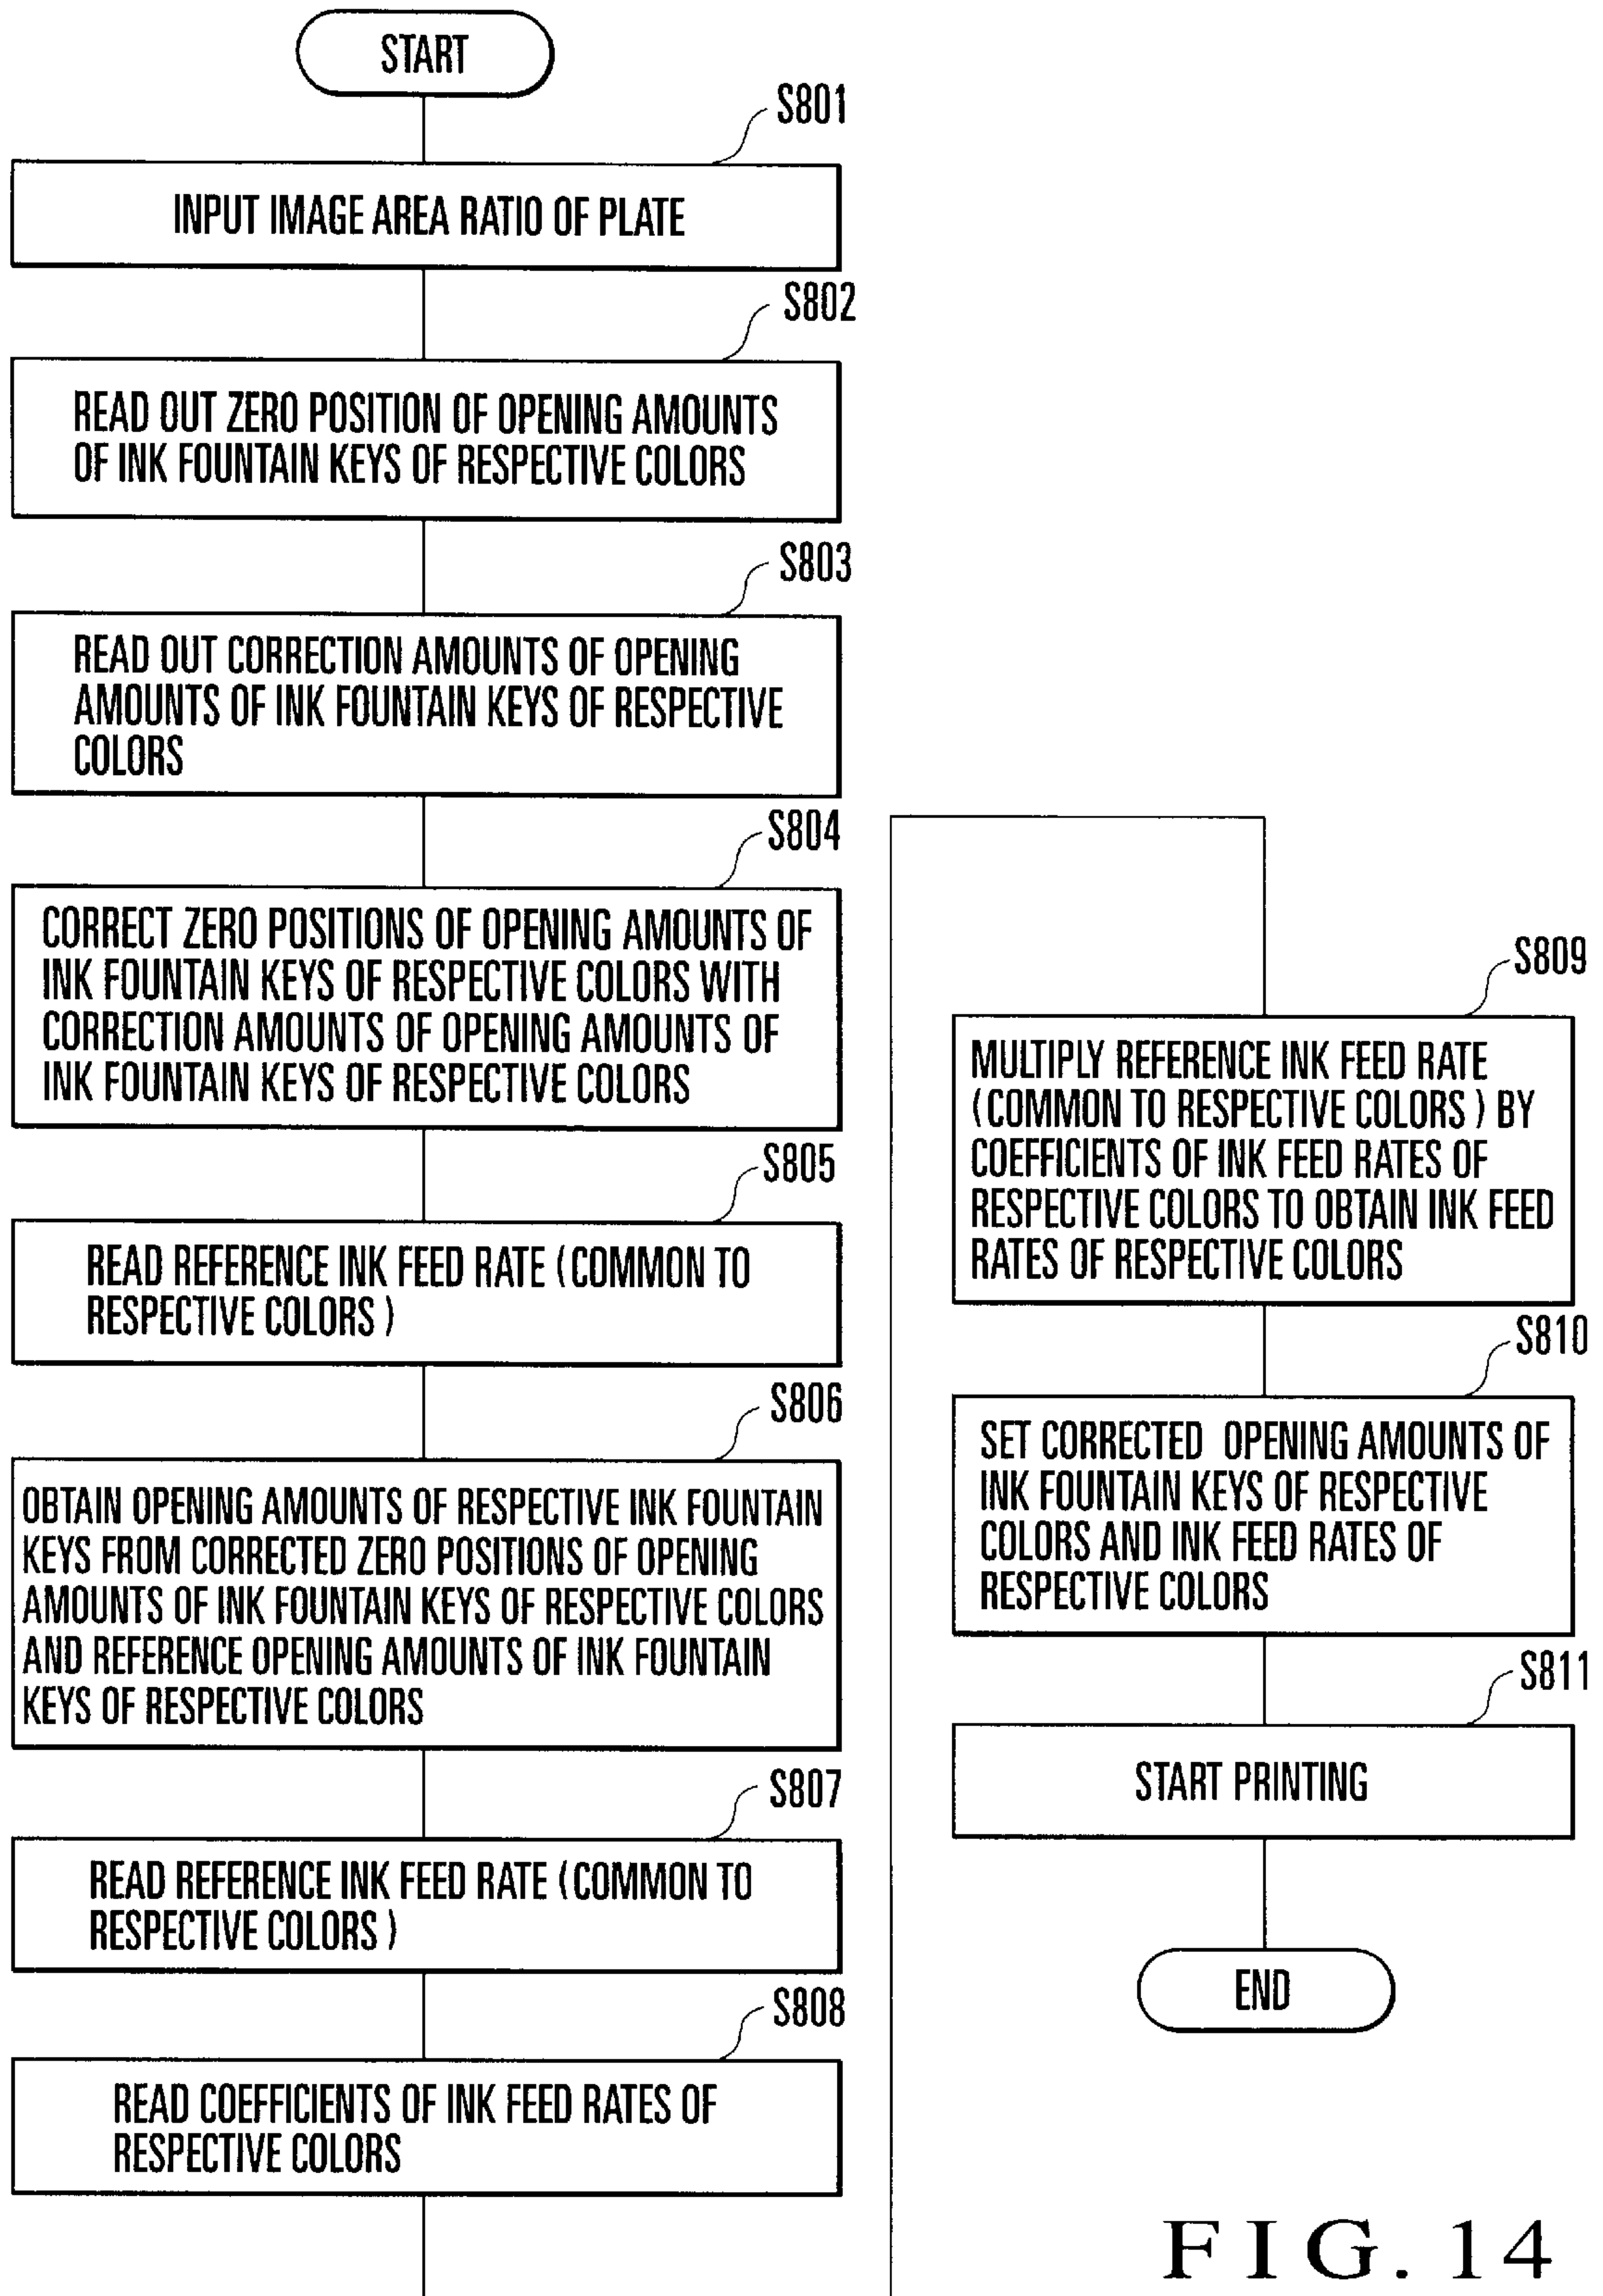 START
S801
INPUT IMAGE AREA RATIO OF PLATE
S802
READ OUT ZERO POSITION OF OPENING AMOUNTS
OF INK FOUNTAIN KEYS OF RESPECTIVE COLORS
S803
READ OUT CORRECTION AMOUNTS OF OPENING
AMOUNTS OF INK FOUNTAIN KEYS OF RESPECTIVE
COLORS
S804
CORRECT ZERO POSITIONS OF OPENING AMOUNTS OF
INK FOUNTAIN KEYS OF RESPECTIVE COLORS WITH
CORRECTION AMOUNTS OF OPENING AMOUNTS OF
INK FOUNTAIN KEYS OF RESPECTIVE COLORS
S805
READ REFERENCE INK FEED RATE (COMMON TO
RESPECTIVE COLORS )
S806
OBTAIN OPENING AMOUNTS OF RESPECTIVE INK FOUNTAIN
KEYS FROM CORRECTED ZERO POSITIONS OF OPENING
AMOUNTS OF INK FOUNTAIN KEYS OF RESPECTIVE COLORS
AND REFERENCE OPENING AMOUNTS OF INK FOUNTAIN
KEYS OF RESPECTIVE COLORS
S807
READ REFERENCE INK FEED RATE (COMMON TO
RESPECTIVE COLORS )
S808
READ COEFFICIENTS OF INK FEED RATES OF
RESPECTIVE COLORS
S809
MULTIPLY REFERENCE INK FEED RATE
(COMMON TO RESPECTIVE COLORS ) BY
COEFFICIENTS OF INK FEED RATES OF
RESPECTIVE COLORS TO OBTAIN INK FEED
RATES OF RESPECTIVE COLORS
S810
SET CORRECTED OPENING AMOUNTS OF
INK FOUNTAIN KEYS OF RESPECTIVE
COLORS AND INK FEED RATES OF
RESPECTIVE COLORS
S811
START PRINTING
END
FIG. 14